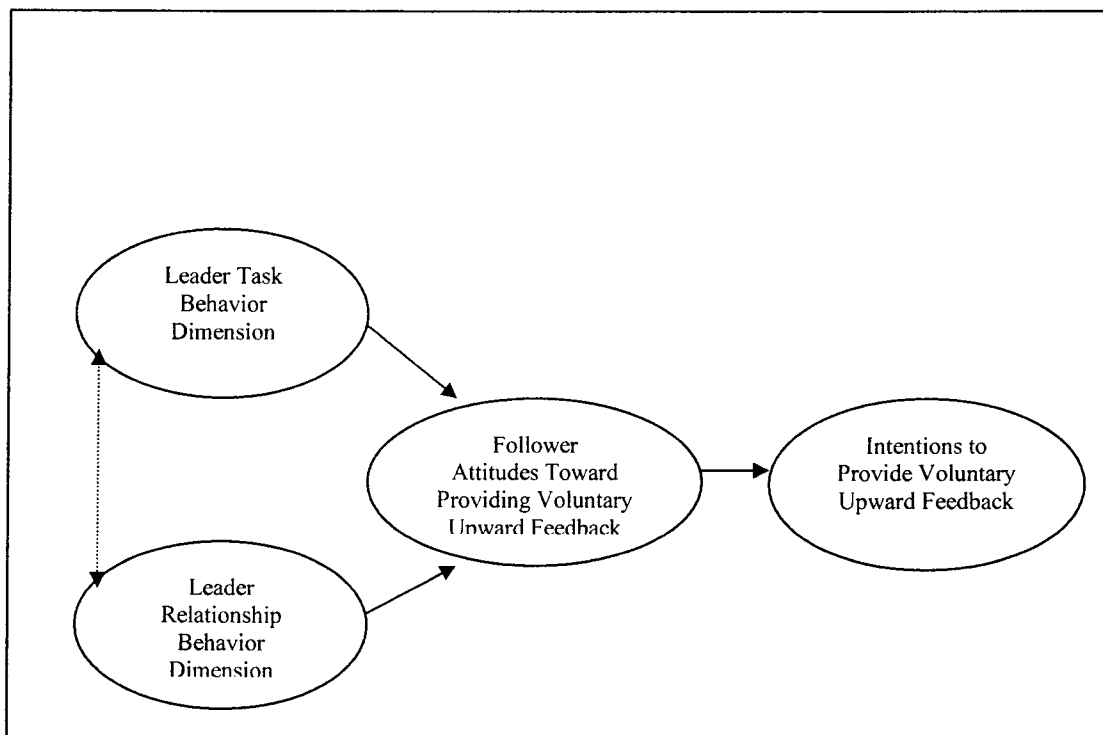 Leader Task
Behavior
Dimension
Follower
Attitudes Toward
Providing Voluntary
Upward Feedback
Intentions to
Provide Voluntary
Upward Feedback
Leader
Relationship
Behavior
Dimension